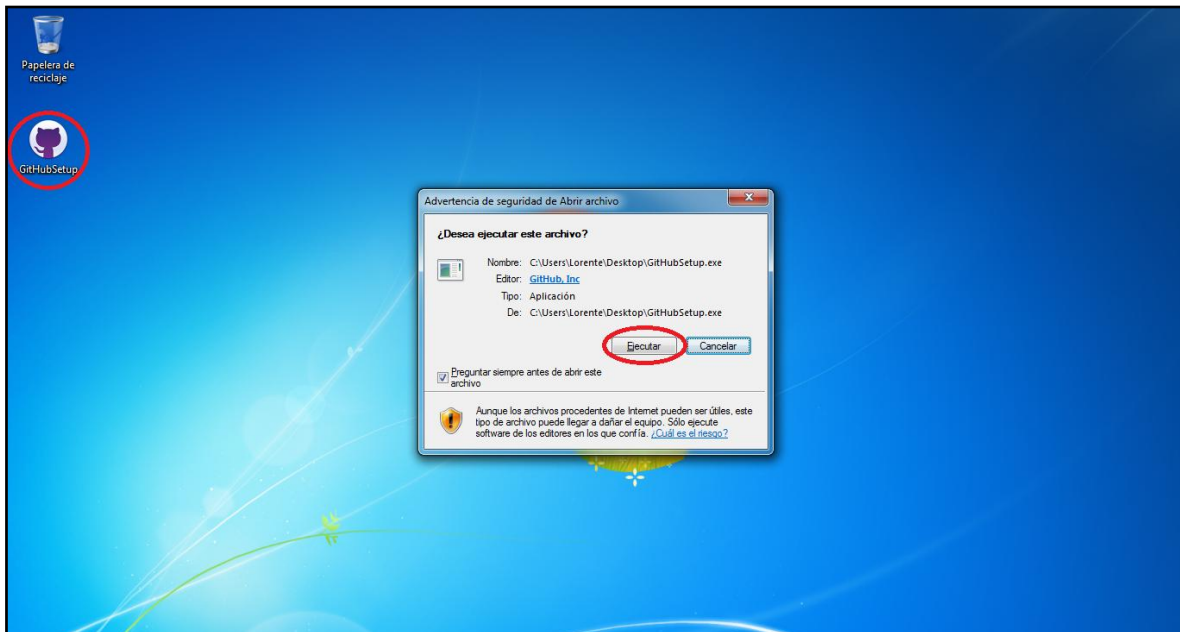 Papelera de
reciclaje
GitHubSetup
Advertencia de seguridad de Abrir archivo
¿Desea ejecutar este archivo?
Nombre: C:\Users\Lorente\Desktop\GitHubSetup.exe
Editor: GitHub, Inc
Tipo: Aplicación
De: C:\Users\Lorente\Desktop\GitHubSetup.exe
Ejecutar Cancelar
Preguntar siempre antes de abrir este
archivo
Aunque los archivos procedentes de Internet pueden ser útiles, este
tipo de archivo puede llegar a dañar el equipo. Sólo ejecute
software de los editores en los que confía. ¿Cuál es el riesgo?